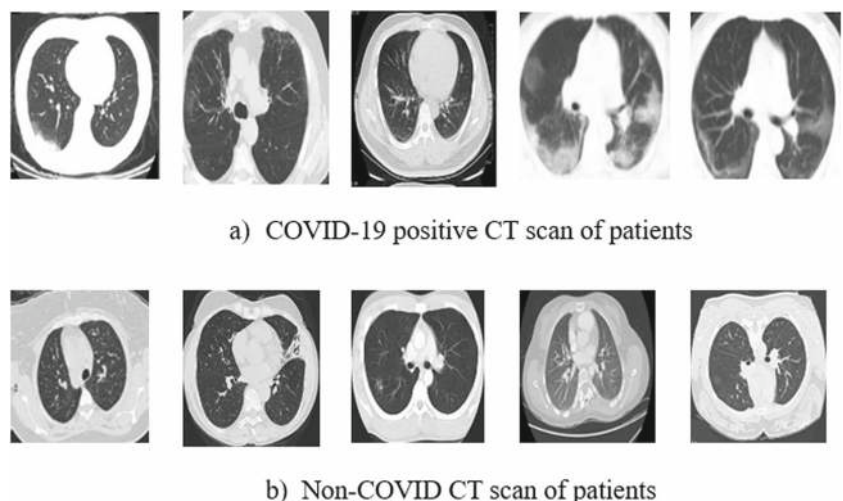 a) COVID-19 positive CT scan of patients
b) Non-COVID CT scan of patients